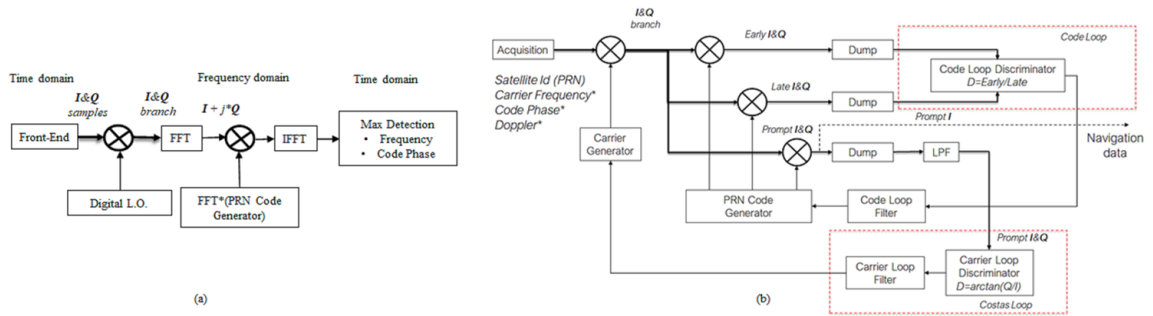 Time domain
Frequency domain
Time domain
I&Q
samples
I&Q
branch
I + j*Q
Front-End
FFT
IFFT
Max Detection
• Frequency
• Code Phase
Digital L.O.
FFT*(PRN Code
Generator)
(a)
I&Q
branch
Acquisition
Early I&Q
Dump
Code Loop
Code Loop Discriminator
D=Early/Late
Satellite Id (PRN)
Carrier Frequency*
Code Phase*
Doppler*
Late I&Q
Dump
Prompt I
Carrier
Generator
Prompt I&Q
Dump
LPF
Navigation
data
PRN Code
Generator
Code Loop
Filter
Prompt I&Q
Carrier Loop
Filter
Carrier Loop
Discriminator
D=arctan(Q/I)
Costas Loop
(b)